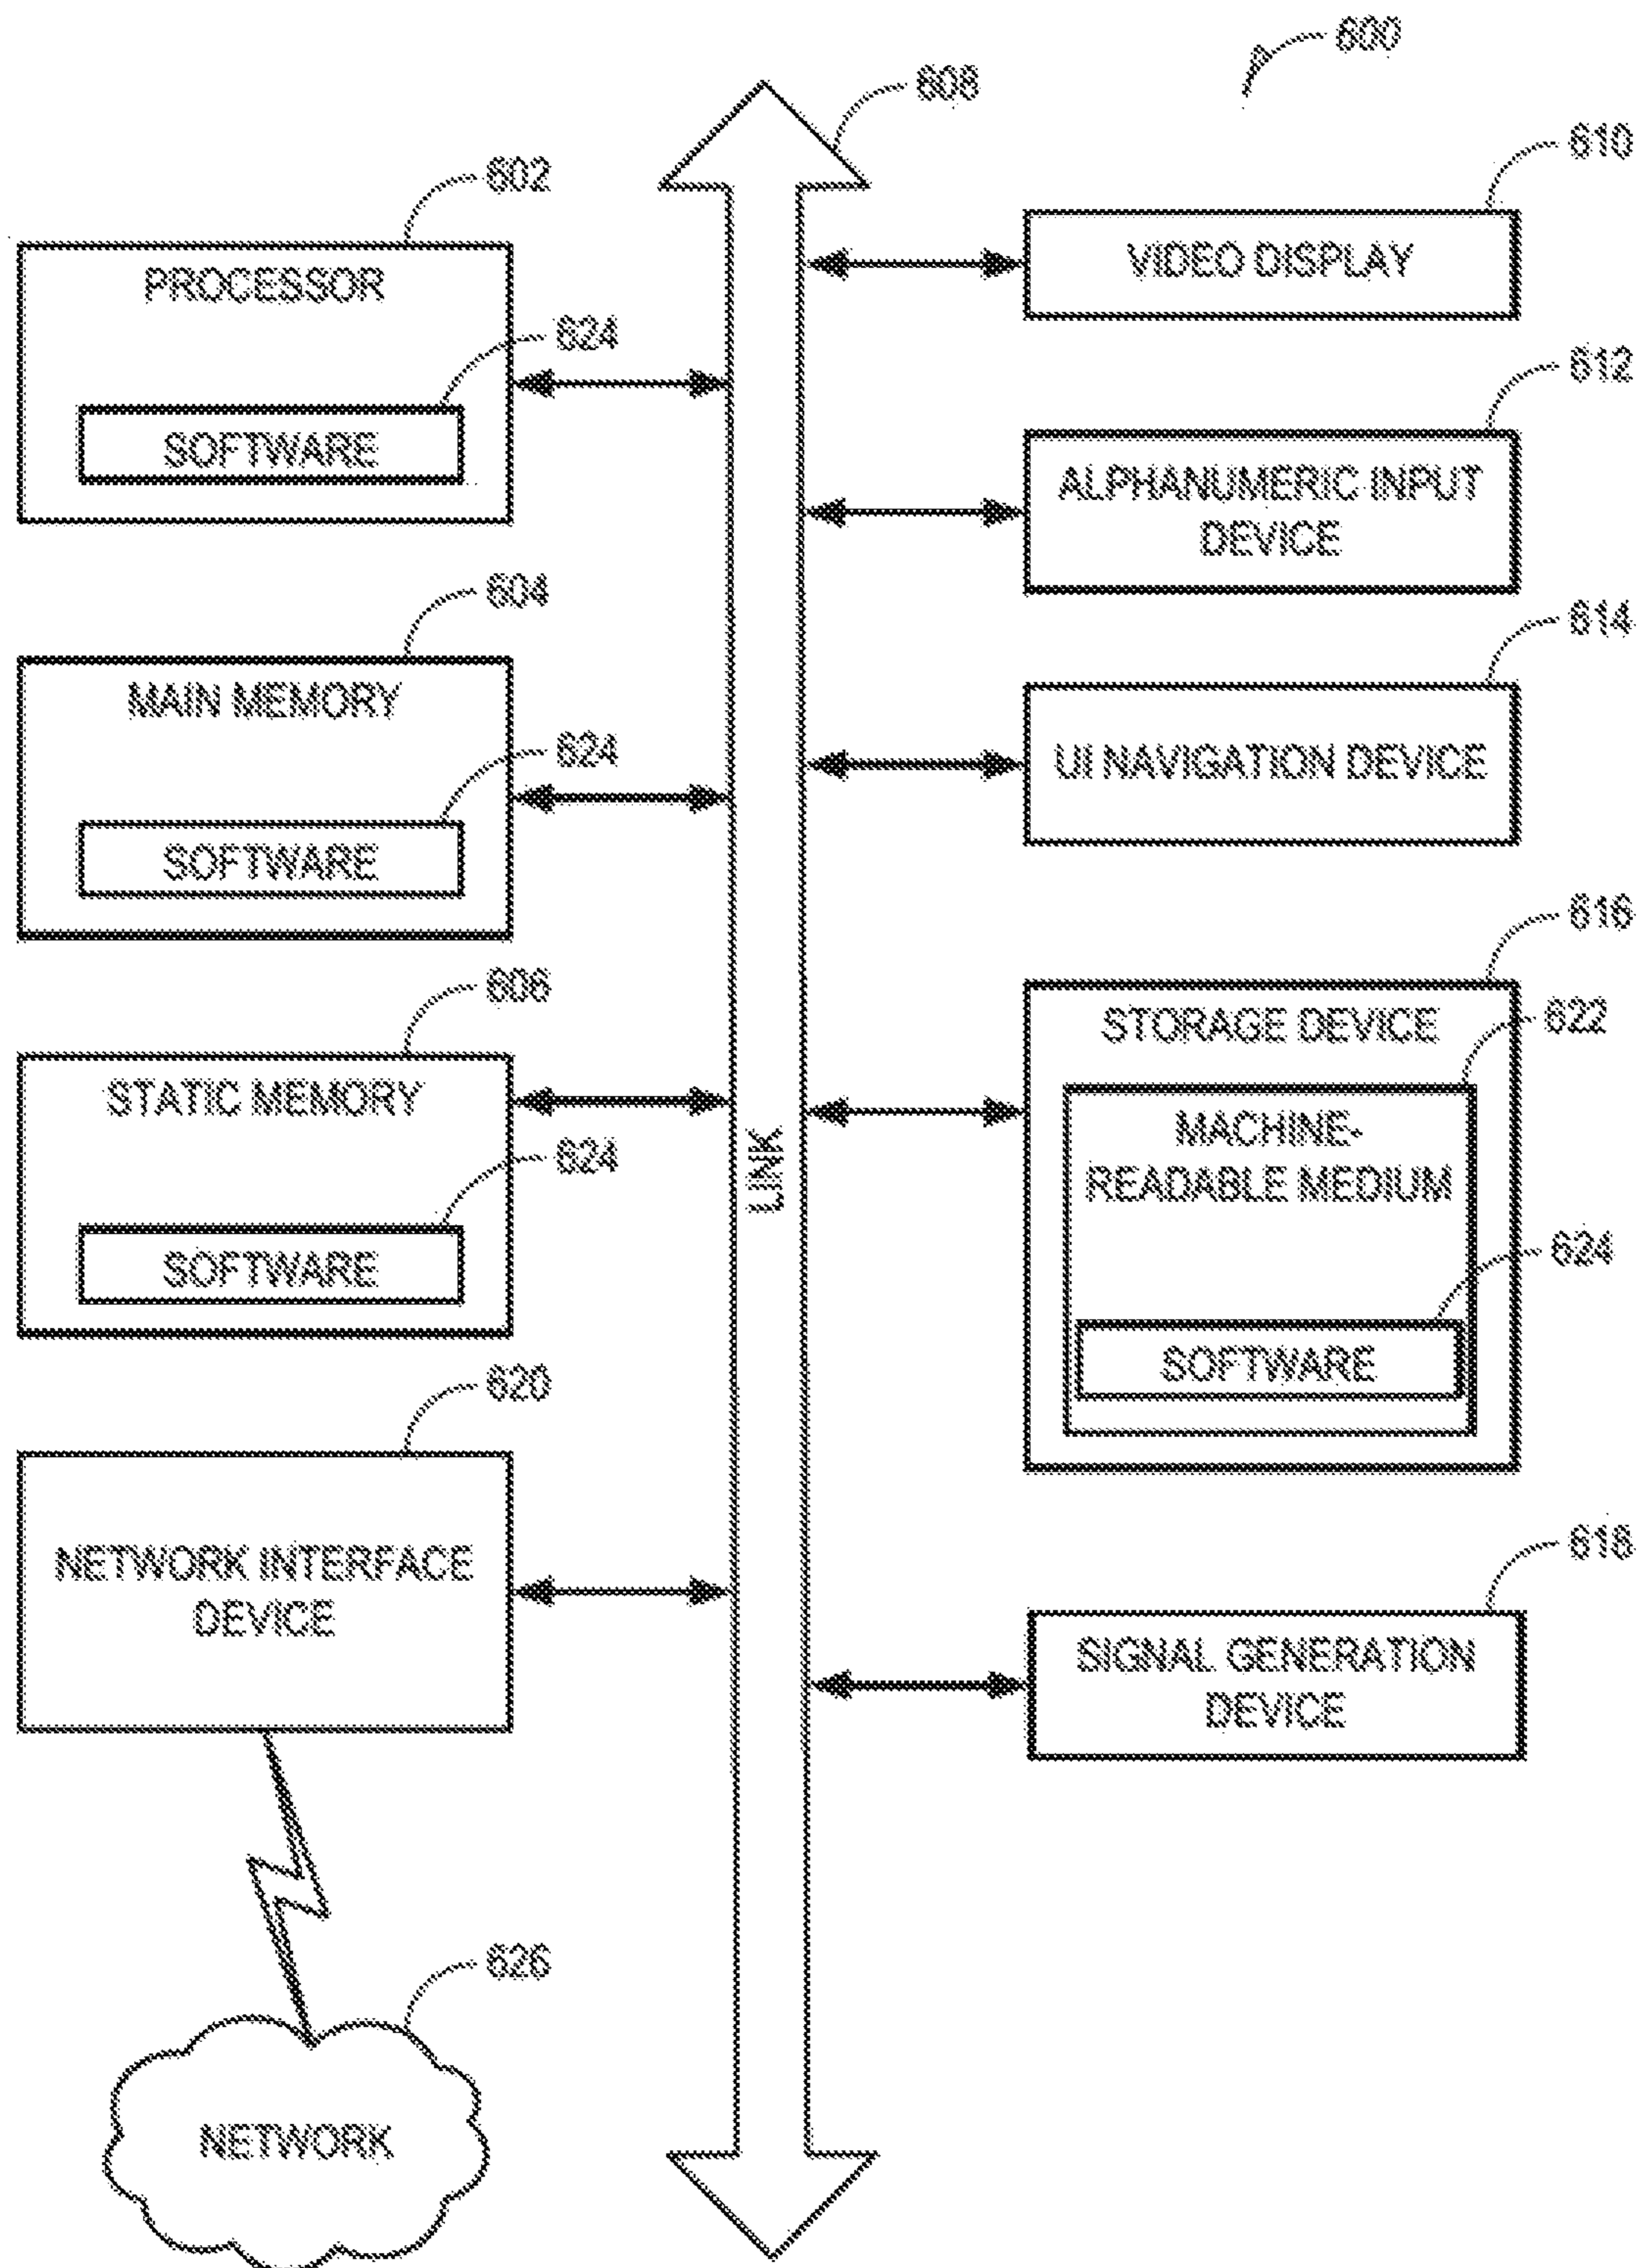 600
608
602
PROCESSOR
624
SOFTWARE
604
MAIN MEMORY
624
SOFTWARE
606
STATIC MEMORY
624
SOFTWARE
620
NETWORK INTERFACE
DEVICE
626
NETWORK
LINK
610
VIDEO DISPLAY
612
ALPHANUMERIC INPUT
DEVICE
614
UI NAVIGATION DEVICE
616
STORAGE DEVICE
622
MACHINE-
READABLE MEDIUM
624
SOFTWARE
618
SIGNAL GENERATION
DEVICE